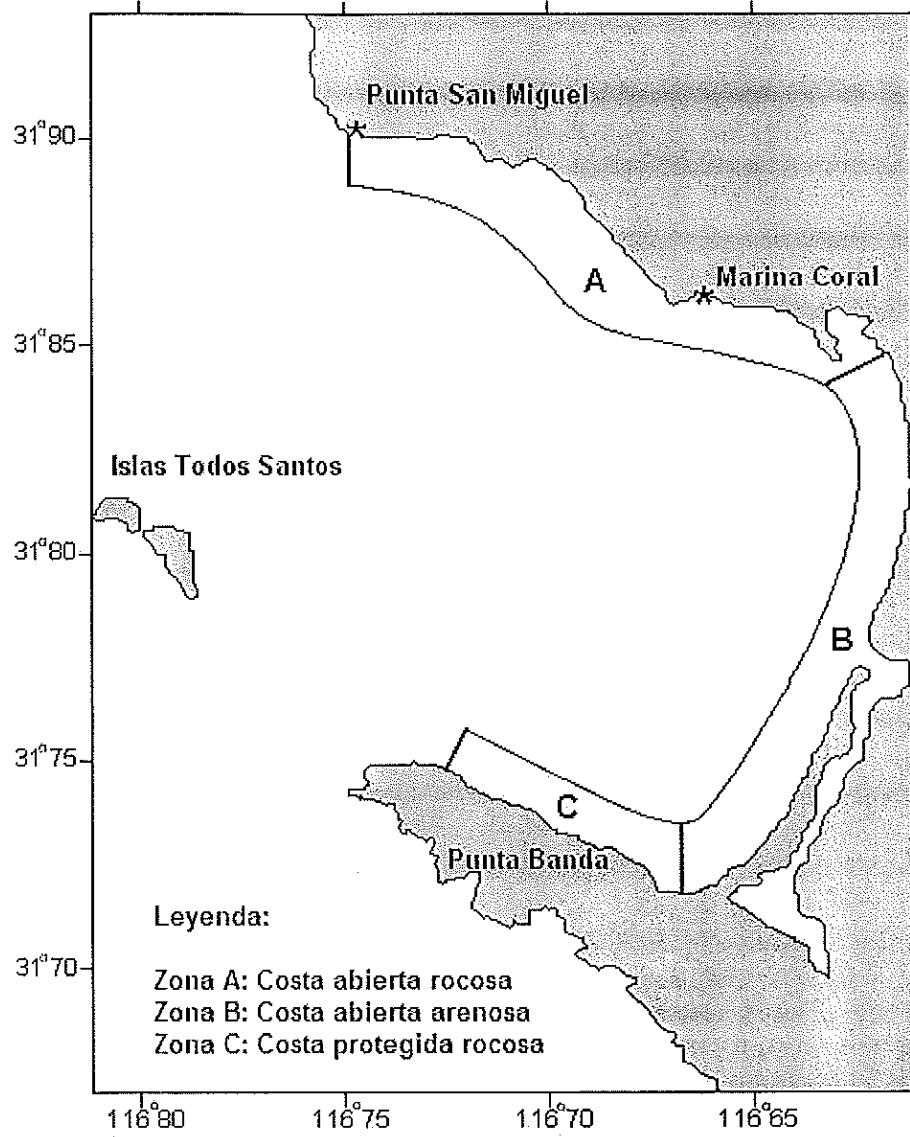 Punta San Miguel
31°90
A
Marina Coral
31°85
Islas Todos Santos
31°80
B
31°75
C
Punta Banda
Leyenda:
31°70
Zona A: Costa abierta rocosa
Zona B: Costa abierta arenosa
Zona C: Costa protegida rocosa
116°80
116°75
116°70
116°65